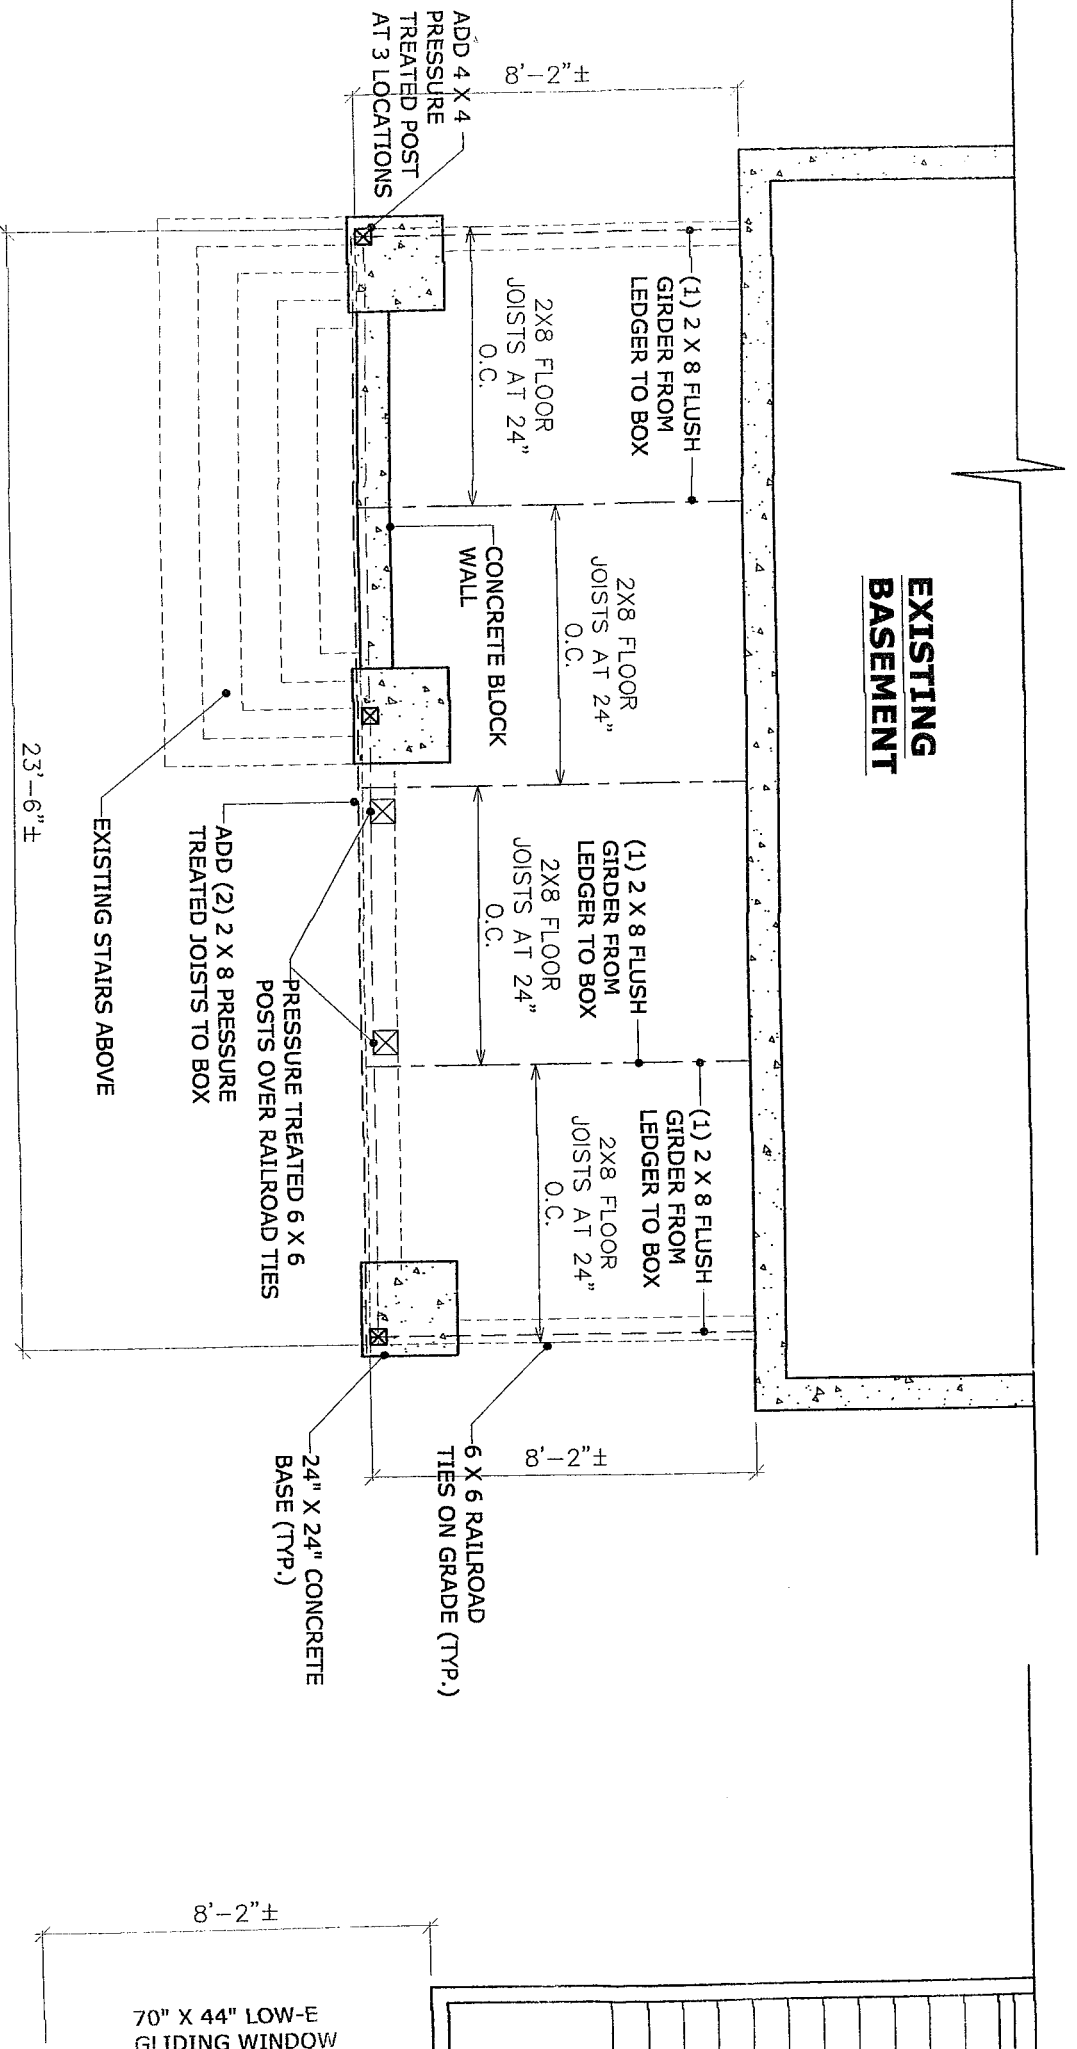 EXISTING
BASEMENT
8'-2"±
ADD 4 X 4
PRESSURE
TREATED POST
AT 3 LOCATIONS
(1) 2 X 8 FLUSH
GIRDER FROM
LEDGER TO BOX
2X8 FLOOR
JOISTS AT 24"
O.C.
2X8 FLOOR
JOISTS AT 24"
O.C.
CONCRETE BLOCK
WALL
(1) 2 X 8 FLUSH
GIRDER FROM
LEDGER TO BOX
2X8 FLOOR
JOISTS AT 24"
O.C.
(1) 2 X 8 FLUSH
GIRDER FROM
LEDGER TO BOX
2X8 FLOOR
JOISTS AT 24"
O.C.
8'-2"±
6 X 6 RAILROAD
TIES ON GRADE (TYP.)
24" X 24" CONCRETE
BASE (TYP.)
PRESSURE TREATED 6 X 6
POSTS OVER RAILROAD TIES
ADD (2) 2 X 8 PRESSURE
TREATED JOISTS TO BOX
EXISTING STAIRS ABOVE
23'-6"±
8'-2"±
70" X 44" LOW-E
GLIDING WINDOW